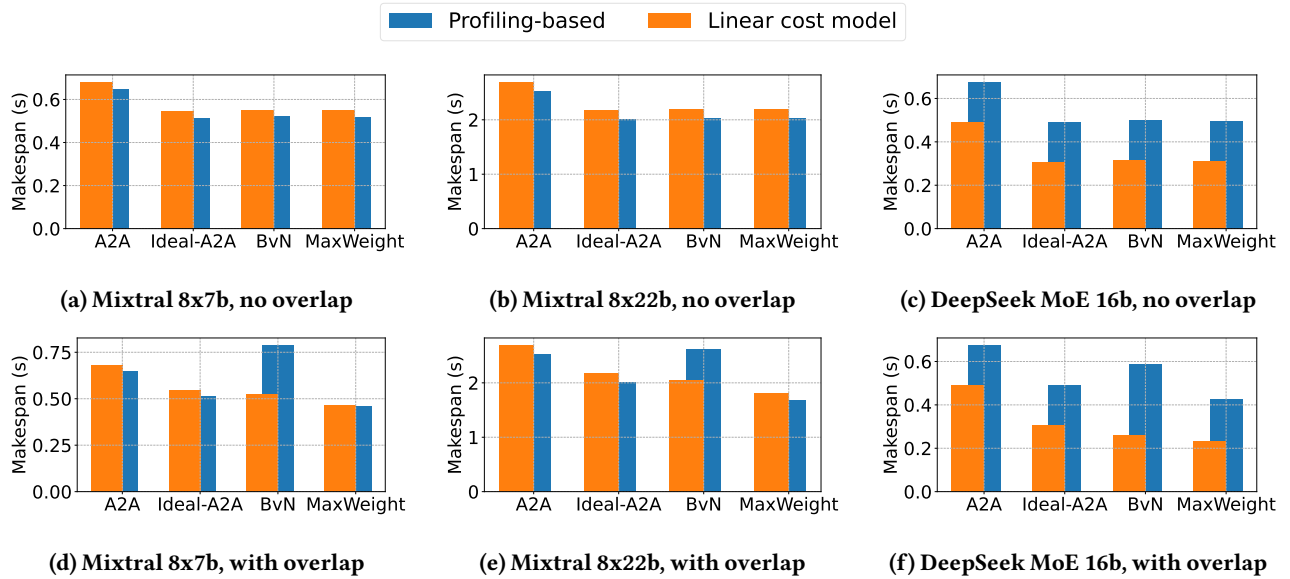 Profiling-based Linear cost model
Makespan (s)
0.6
0.4
0.2
0.0
A2A Ideal-A2A BvN MaxWeight
(a) Mixtral 8x7b, no overlap
Makespan (s)
2
1
0
A2A Ideal-A2A BvN MaxWeight
(b) Mixtral 8x22b, no overlap
Makespan (s)
0.6
0.4
0.2
0.0
A2A Ideal-A2A BvN MaxWeight
(c) DeepSeek MoE 16b, no overlap
Makespan (s)
0.75
0.50
0.25
0.00
A2A Ideal-A2A BvN MaxWeight
(d) Mixtral 8x7b, with overlap
Makespan (s)
2
1
0
A2A Ideal-A2A BvN MaxWeight
(e) Mixtral 8x22b, with overlap
Makespan (s)
0.6
0.4
0.2
0.0
A2A Ideal-A2A BvN MaxWeight
(f) DeepSeek MoE 16b, with overlap